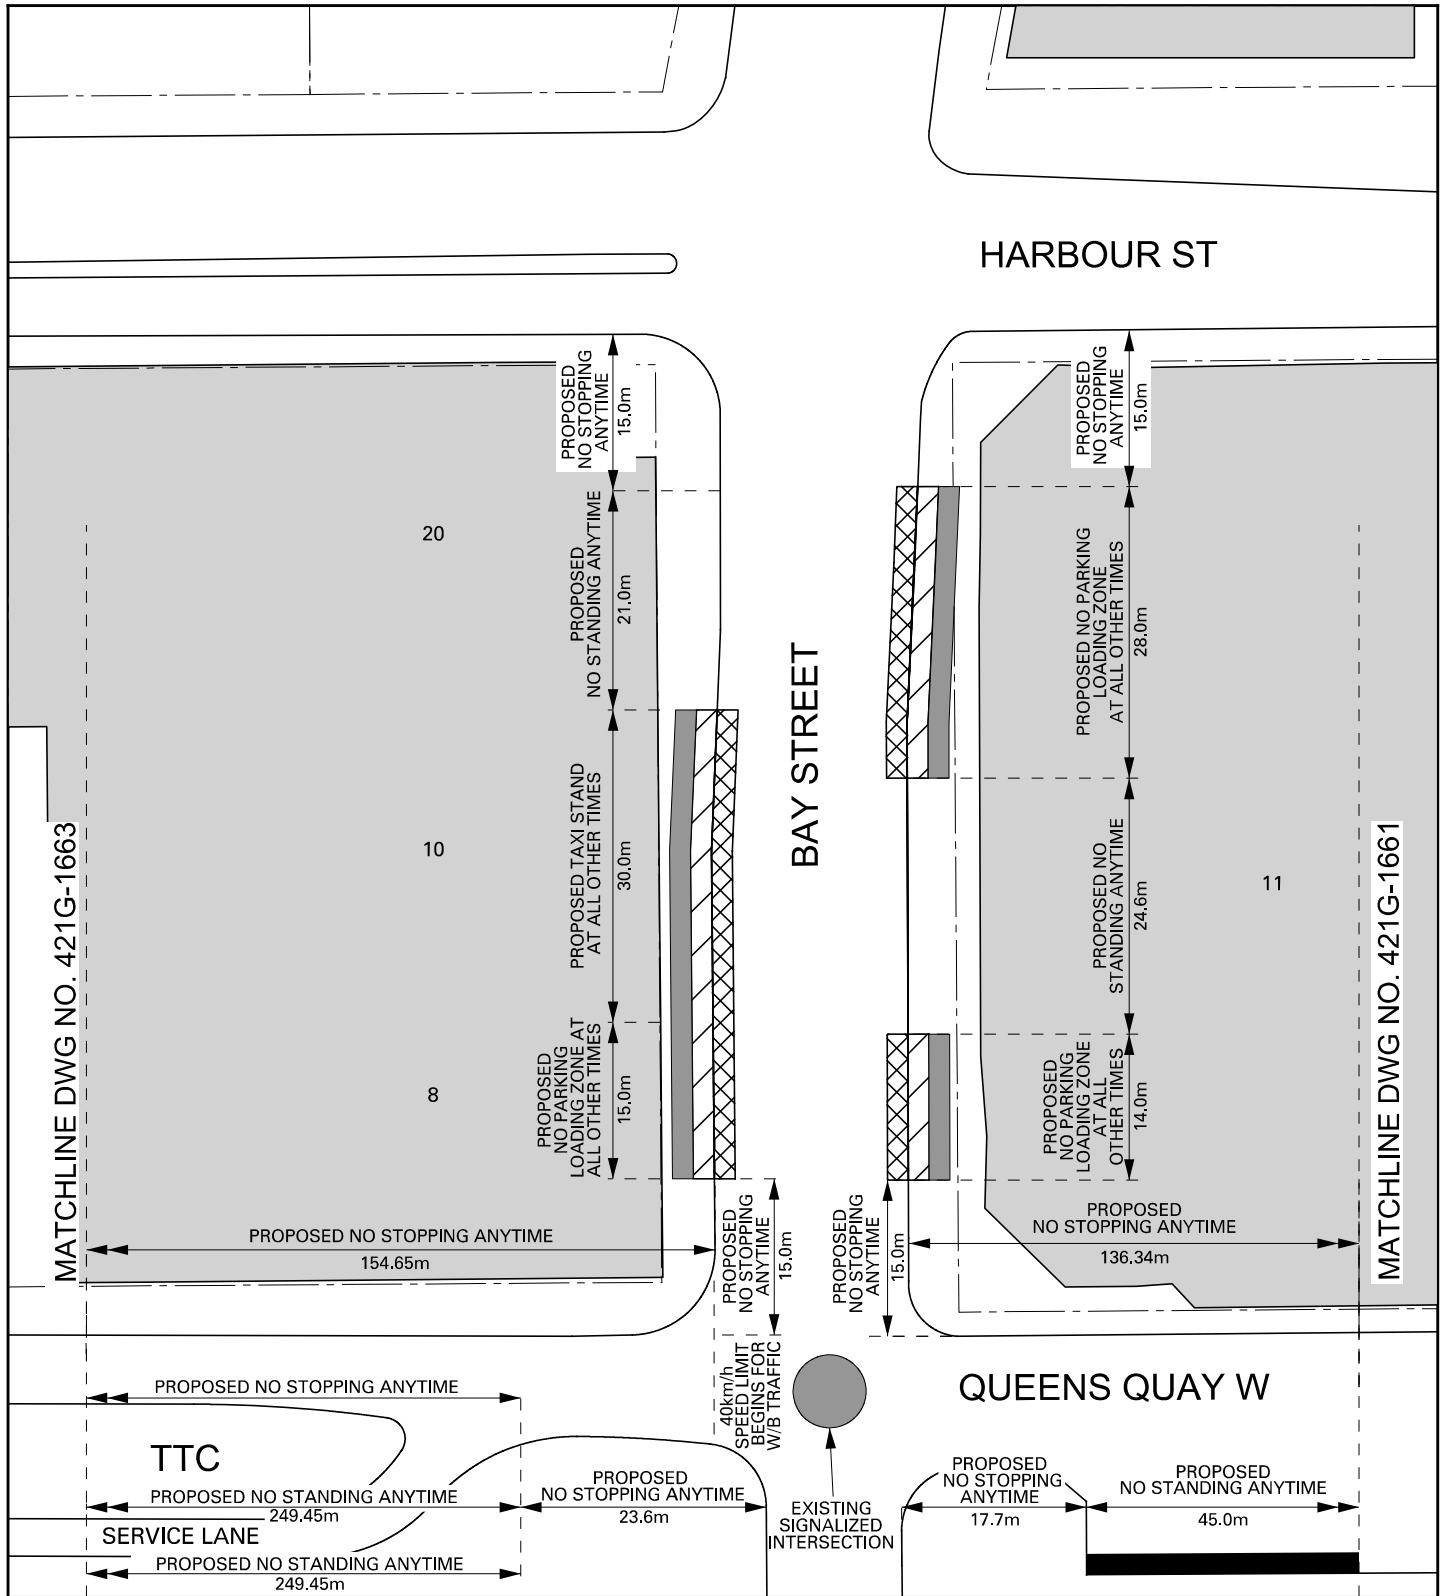 HARBOUR ST
PROPOSED
NO STOPPING
ANYTIME
15.0m
PROPOSED
NO STOPPING
ANYTIME
15.0m
20
PROPOSED
NO STANDING ANYTIME
21.0m
PROPOSED NO PARKING
LOADING ZONE
AT ALL OTHER TIMES
28.0m
BAY STREET
10
PROPOSED TAXI STAND
AT ALL OTHER TIMES
30.0m
PROPOSED NO
STANDING ANYTIME
24.6m
11
MATCHLINE DWG NO. 421G-1663
MATCHLINE DWG NO. 421G-1661
8
PROPOSED
NO PARKING
LOADING ZONE AT
ALL OTHER TIMES
15.0m
PROPOSED
NO PARKING
LOADING ZONE
AT ALL
OTHER TIMES
14.0m
PROPOSED NO STOPPING ANYTIME
154.65m
PROPOSED
NO STOPPING
ANYTIME
15.0m
PROPOSED
NO STOPPING
ANYTIME
15.0m
PROPOSED
NO STOPPING ANYTIME
136.34m
40km/h
SPEED LIMIT
BEGINS FOR
W/B TRAFFIC
QUEENS QUAY W
PROPOSED NO STOPPING ANYTIME
TTC
PROPOSED NO STANDING ANYTIME
249.45m
SERVICE LANE
PROPOSED NO STANDING ANYTIME
249.45m
PROPOSED
NO STOPPING ANYTIME
23.6m
EXISTING
SIGNALIZED
INTERSECTION
PROPOSED
NO STOPPING
ANYTIME
17.7m
PROPOSED
NO STANDING ANYTIME
45.0m